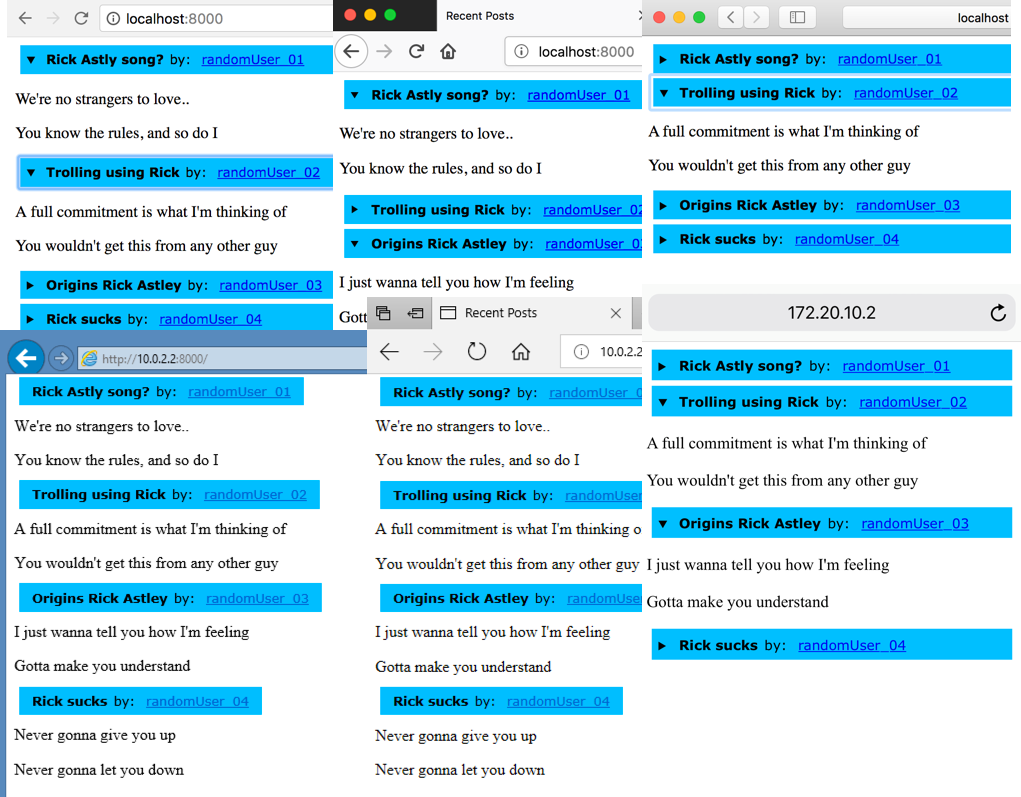 localhost:8000
▼ Rick Astly song? by: randomUser_01
We're no strangers to love..
You know the rules, and so do I
▼ Trolling using Rick by: randomUser_02
A full commitment is what I'm thinking of
You wouldn't get this from any other guy
► Origins Rick Astley by: randomUser_03
► Rick sucks by: randomUser_04
Recent Posts
localhost:8000
▼ Rick Astly song? by: randomUser_01
We're no strangers to love..
You know the rules, and so do I
► Trolling using Rick by: randomUser_02
▼ Origins Rick Astley by: randomUser_03
I just wanna tell you how I'm feeling
Gott
localhost
► Rick Astly song? by: randomUser_01
▼ Trolling using Rick by: randomUser_02
A full commitment is what I'm thinking of
You wouldn't get this from any other guy
► Origins Rick Astley by: randomUser_03
► Rick sucks by: randomUser_04
http://10.0.2.2:8000/
Rick Astly song? by: randomUser_01
We're no strangers to love..
You know the rules, and so do I
Trolling using Rick by: randomUser_02
A full commitment is what I'm thinking of
You wouldn't get this from any other guy
Origins Rick Astley by: randomUser_03
I just wanna tell you how I'm feeling
Gotta make you understand
Rick sucks by: randomUser_04
Never gonna give you up
Never gonna let you down
Recent Posts
10.0.2.2
Rick Astly song? by: randomUser_0
We're no strangers to love..
You know the rules, and so do I
Trolling using Rick by: randomUser
A full commitment is what I'm thinking o
You wouldn't get this from any other guy
Origins Rick Astley by: randomUse
I just wanna tell you how I'm feeling
Gotta make you understand
Rick sucks by: randomUser_04
Never gonna give you up
Never gonna let you down
172.20.10.2
► Rick Astly song? by: randomUser_01
▼ Trolling using Rick by: randomUser_02
A full commitment is what I'm thinking of
You wouldn't get this from any other guy
▼ Origins Rick Astley by: randomUser_03
I just wanna tell you how I'm feeling
Gotta make you understand
► Rick sucks by: randomUser_04